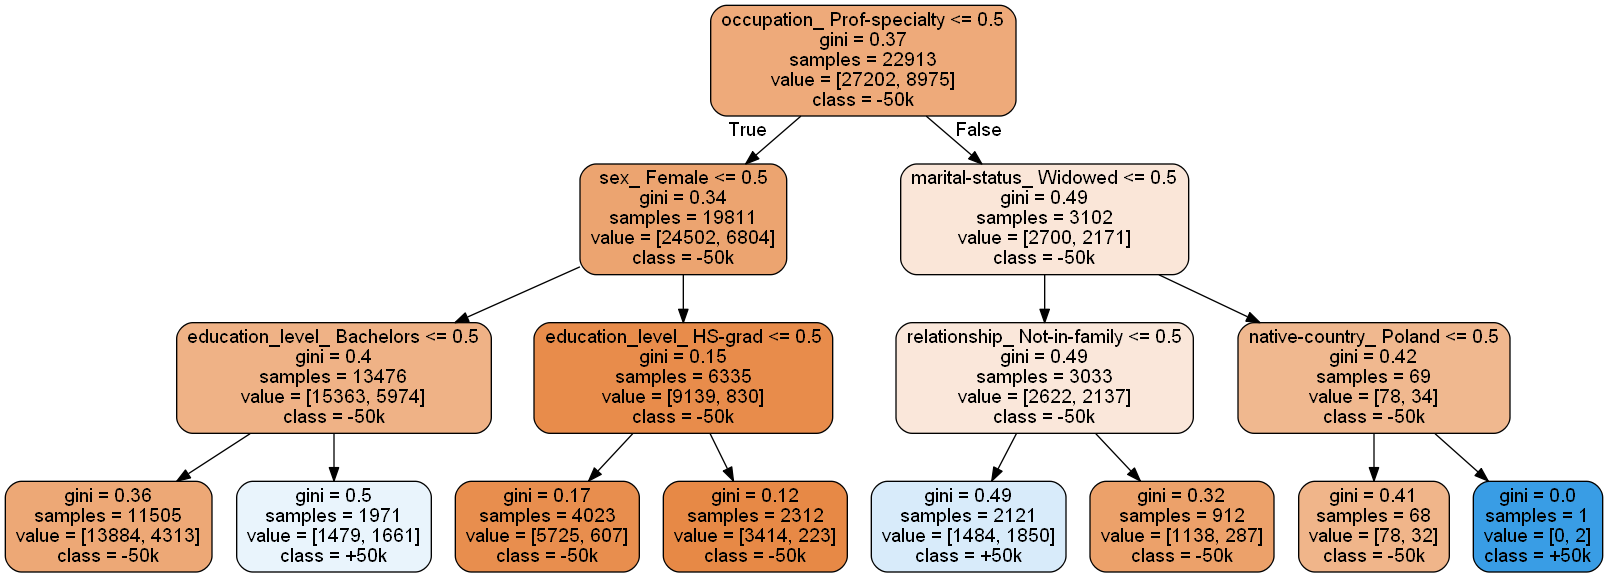 occupation_ Prof-specialty <= 0.5
gini = 0.37
samples = 22913
value = [27202, 8975]
class = -50k
True
False
sex_ Female <= 0.5
gini = 0.34
samples = 19811
value = [24502, 6804]
class = -50k
marital-status_ Widowed <= 0.5
gini = 0.49
samples = 3102
value = [2700, 2171]
class = -50k
education_level_ Bachelors <= 0.5
gini = 0.4
samples = 13476
value = [15363, 5974]
class = -50k
education_level_ HS-grad <= 0.5
gini = 0.15
samples = 6335
value = [9139, 830]
class = -50k
relationship_ Not-in-family <= 0.5
gini = 0.49
samples = 3033
value = [2622, 2137]
class = -50k
native-country_ Poland <= 0.5
gini = 0.42
samples = 69
value = [78, 34]
class = -50k
gini = 0.36
samples = 11505
value = [13884, 4313]
class = -50k
gini = 0.5
samples = 1971
value = [1479, 1661]
class = +50k
gini = 0.17
samples = 4023
value = [5725, 607]
class = -50k
gini = 0.12
samples = 2312
value = [3414, 223]
class = -50k
gini = 0.49
samples = 2121
value = [1484, 1850]
class = +50k
gini = 0.32
samples = 912
value = [1138, 287]
class = -50k
gini = 0.41
samples = 68
value = [78, 32]
class = -50k
gini = 0.0
samples = 1
value = [0, 2]
class = +50k